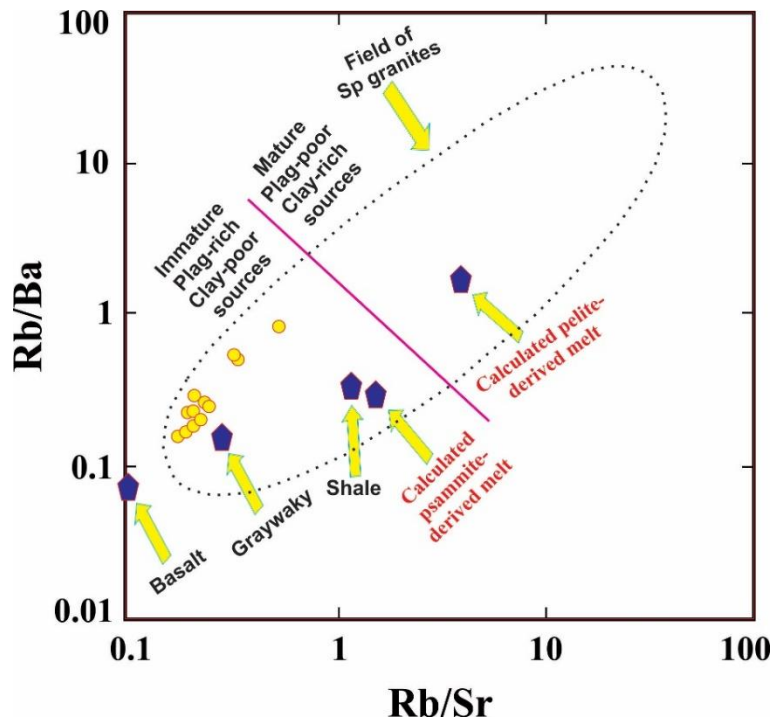 100
10
1
0.1
0.01
Rb/Ba
Field of
Sp granites
Mature
Plag-poor
Clay-rich
sources
Immature
Plag-rich
Clay-poor
sources
Calculated pelite-
derived melt
Calculated
psammite-
derived melt
Shale
Graywaky
Basalt
0.1
1
10
100
Rb/Sr